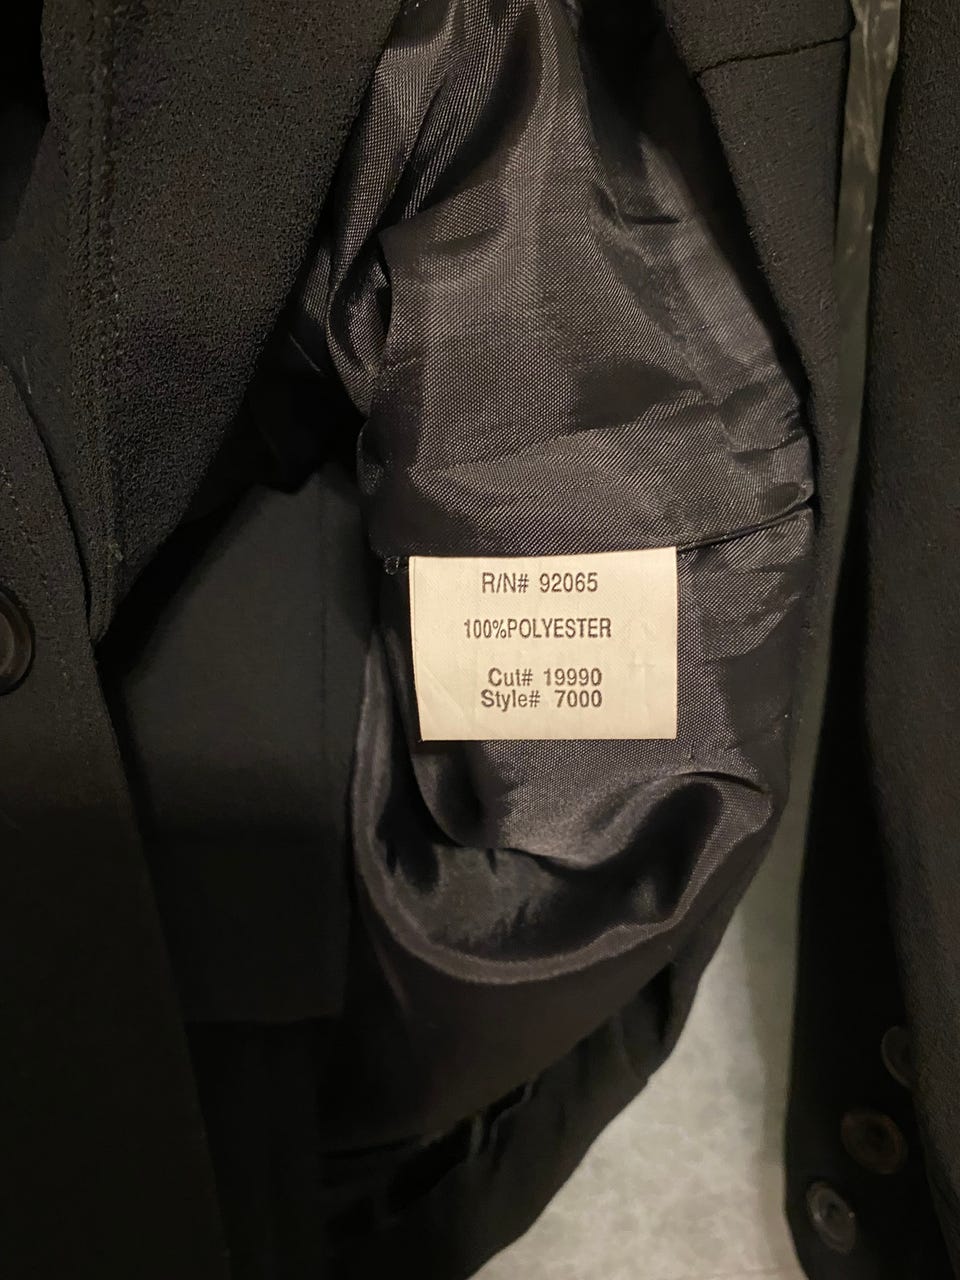 R/N# 92065
100%POLYESTER
Cut# 19990
Style# 7000